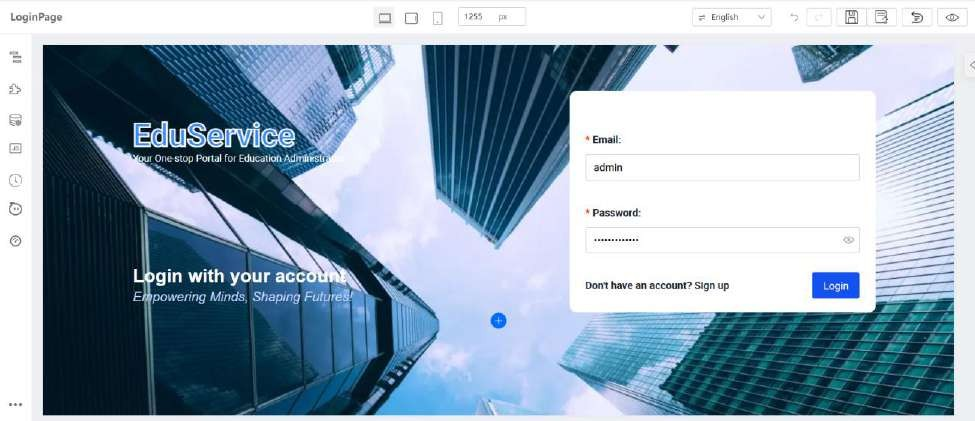 LoginPage
1255 px
English
EduService
Your One-stop Portal for Education Administrator
Login with your account
Empowering Minds, Shaping Futures!
* Email:
admin
* Password:
•••••••••••••
Don't have an account? Sign up
Login